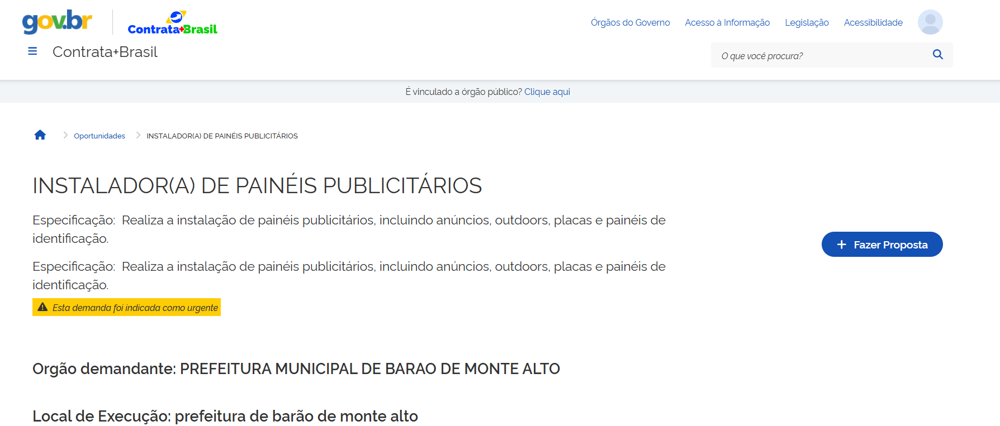 gov.br
Contrata+Brasil
Órgãos do Governo Acesso à Informação Legislação Acessibilidade
Contrata+Brasil
O que você procura?
É vinculado a órgão público? Clique aqui
Oportunidades INSTALADOR(A) DE PAINÉIS PUBLICITÁRIOS
INSTALADOR(A) DE PAINÉIS PUBLICITÁRIOS
Especificação: Realiza a instalação de painéis publicitários, incluindo anúncios, outdoors, placas e painéis de
identificação.
Fazer Proposta
Especificação: Realiza a instalação de painéis publicitários, incluindo anúncios, outdoors, placas e painéis de
identificação.
Esta demanda foi indicada como urgente
Orgão demandante: PREFEITURA MUNICIPAL DE BARAO DE MONTE ALTO
Local de Execução: prefeitura de barão de monte alto